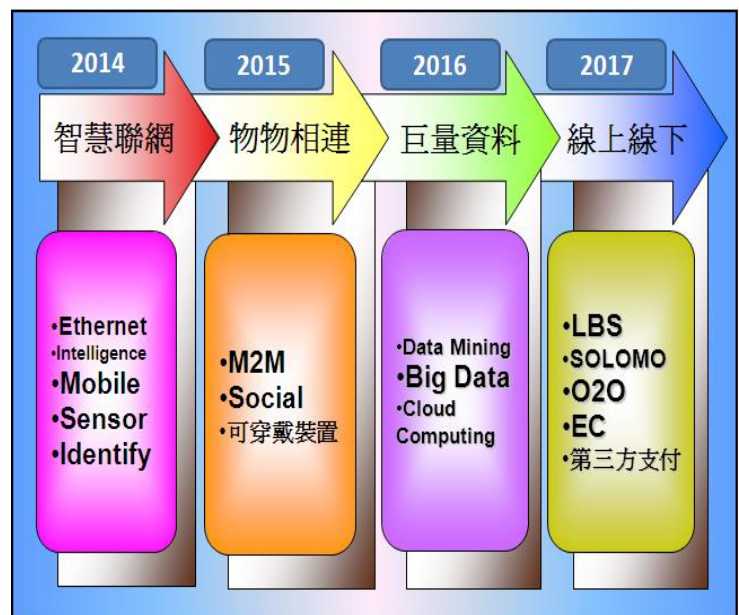 2014
智慧聯網
•Ethernet
•Intelligence
•Mobile
•Sensor
•Identify
2015
物物相連
•M2M
•Social
•可穿戴裝置
2016
巨量資料
•Data Mining
•Big Data
•Cloud
Computing
2017
線上線下
•LBS
•SOLOMO
•O2O
•EC
•第三方支付